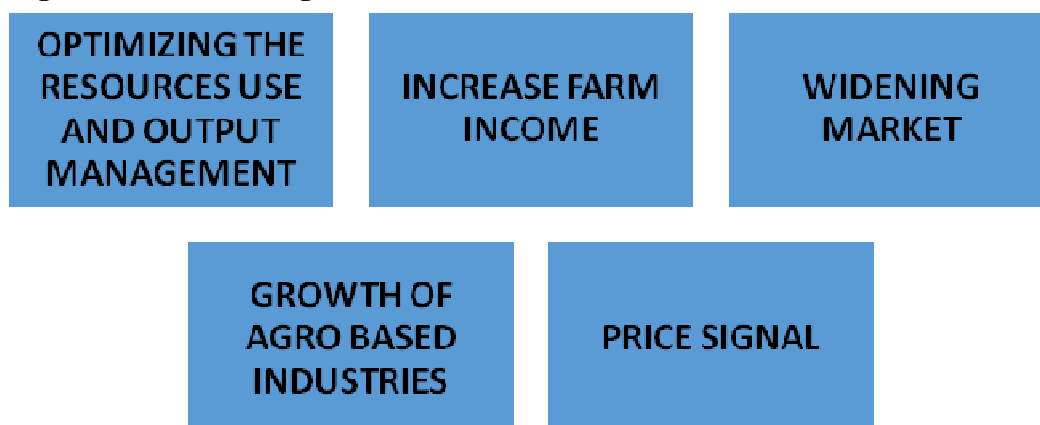 OPTIMIZING THE
RESOURCES USE
AND OUTPUT
MANAGEMENT
INCREASE FARM
INCOME
WIDENING
MARKET
GROWTH OF
AGRO BASED
INDUSTRIES
PRICE SIGNAL